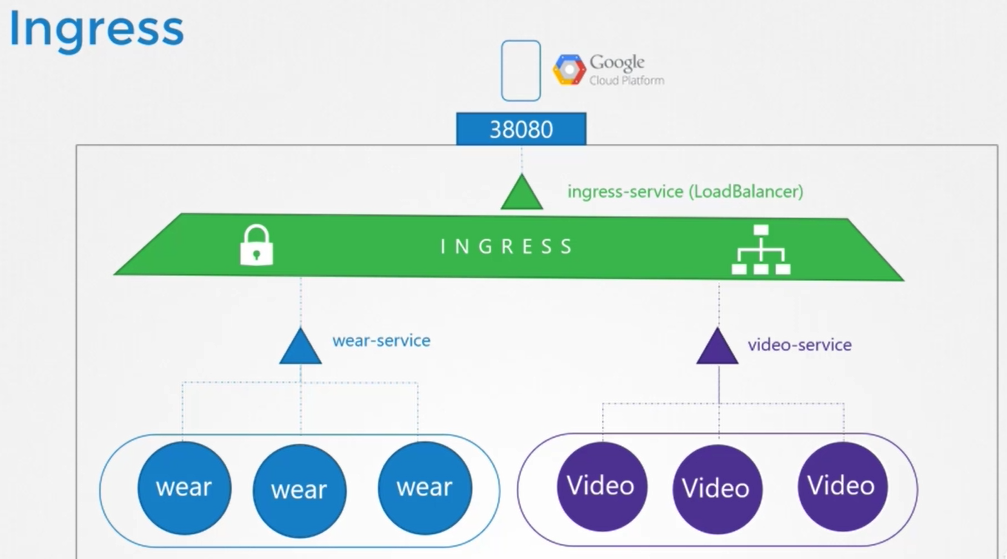 Ingress
Google
Cloud Platform
38080
ingress-service (LoadBalancer)
INGRESS
wear-service
video-service
wear
wear
wear
Video
Video
Video